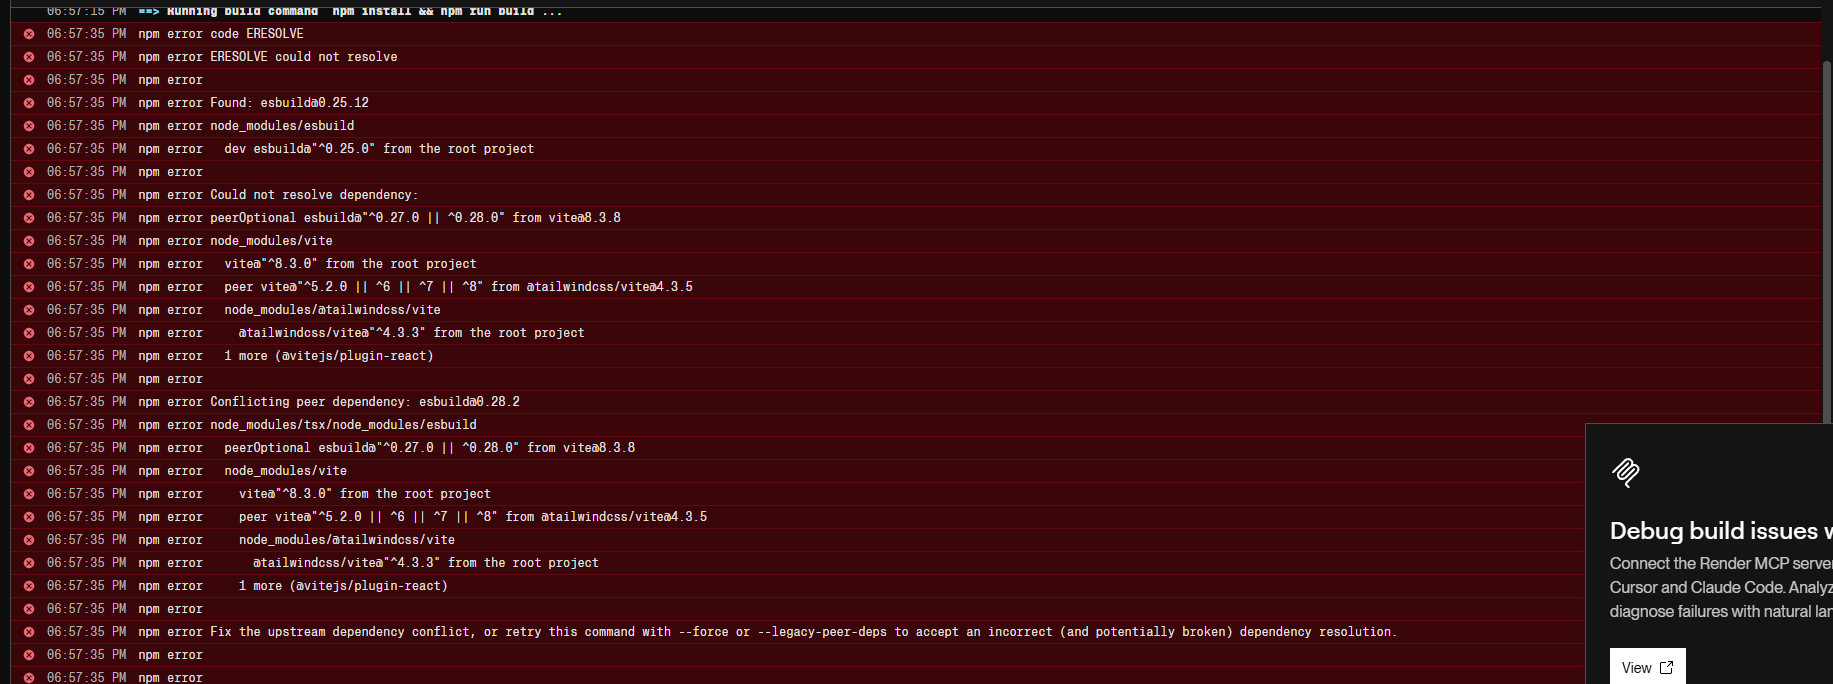 06:57:15 PM ==> Running build command 'npm install && npm run build'...
06:57:35 PM npm error code ERESOLVE
06:57:35 PM npm error ERESOLVE could not resolve
06:57:35 PM npm error
06:57:35 PM npm error Found: esbuild@0.25.12
06:57:35 PM npm error node_modules/esbuild
06:57:35 PM npm error   dev esbuild@"^0.25.0" from the root project
06:57:35 PM npm error
06:57:35 PM npm error Could not resolve dependency:
06:57:35 PM npm error peerOptional esbuild@"^0.27.0 || ^0.28.0" from vite@8.3.8
06:57:35 PM npm error node_modules/vite
06:57:35 PM npm error   vite@"^8.3.0" from the root project
06:57:35 PM npm error   peer vite@"^5.2.0 || ^6 || ^7 || ^8" from @tailwindcss/vite@4.3.5
06:57:35 PM npm error   node_modules/@tailwindcss/vite
06:57:35 PM npm error     @tailwindcss/vite@"^4.3.3" from the root project
06:57:35 PM npm error   1 more (@vitejs/plugin-react)
06:57:35 PM npm error
06:57:35 PM npm error Conflicting peer dependency: esbuild@0.28.2
06:57:35 PM npm error node_modules/tsx/node_modules/esbuild
06:57:35 PM npm error   peerOptional esbuild@"^0.27.0 || ^0.28.0" from vite@8.3.8
06:57:35 PM npm error   node_modules/vite
06:57:35 PM npm error     vite@"^8.3.0" from the root project
06:57:35 PM npm error     peer vite@"^5.2.0 || ^6 || ^7 || ^8" from @tailwindcss/vite@4.3.5
06:57:35 PM npm error     node_modules/@tailwindcss/vite
06:57:35 PM npm error       @tailwindcss/vite@"^4.3.3" from the root project
06:57:35 PM npm error     1 more (@vitejs/plugin-react)
06:57:35 PM npm error
06:57:35 PM npm error Fix the upstream dependency conflict, or retry this command with --force or --legacy-peer-deps to accept an incorrect (and potentially broken) dependency resolution.
06:57:35 PM npm error
06:57:35 PM npm error
Debug build issues
Connect the Render MCP server
Cursor and Claude Code.
diagnose failures with natural
View